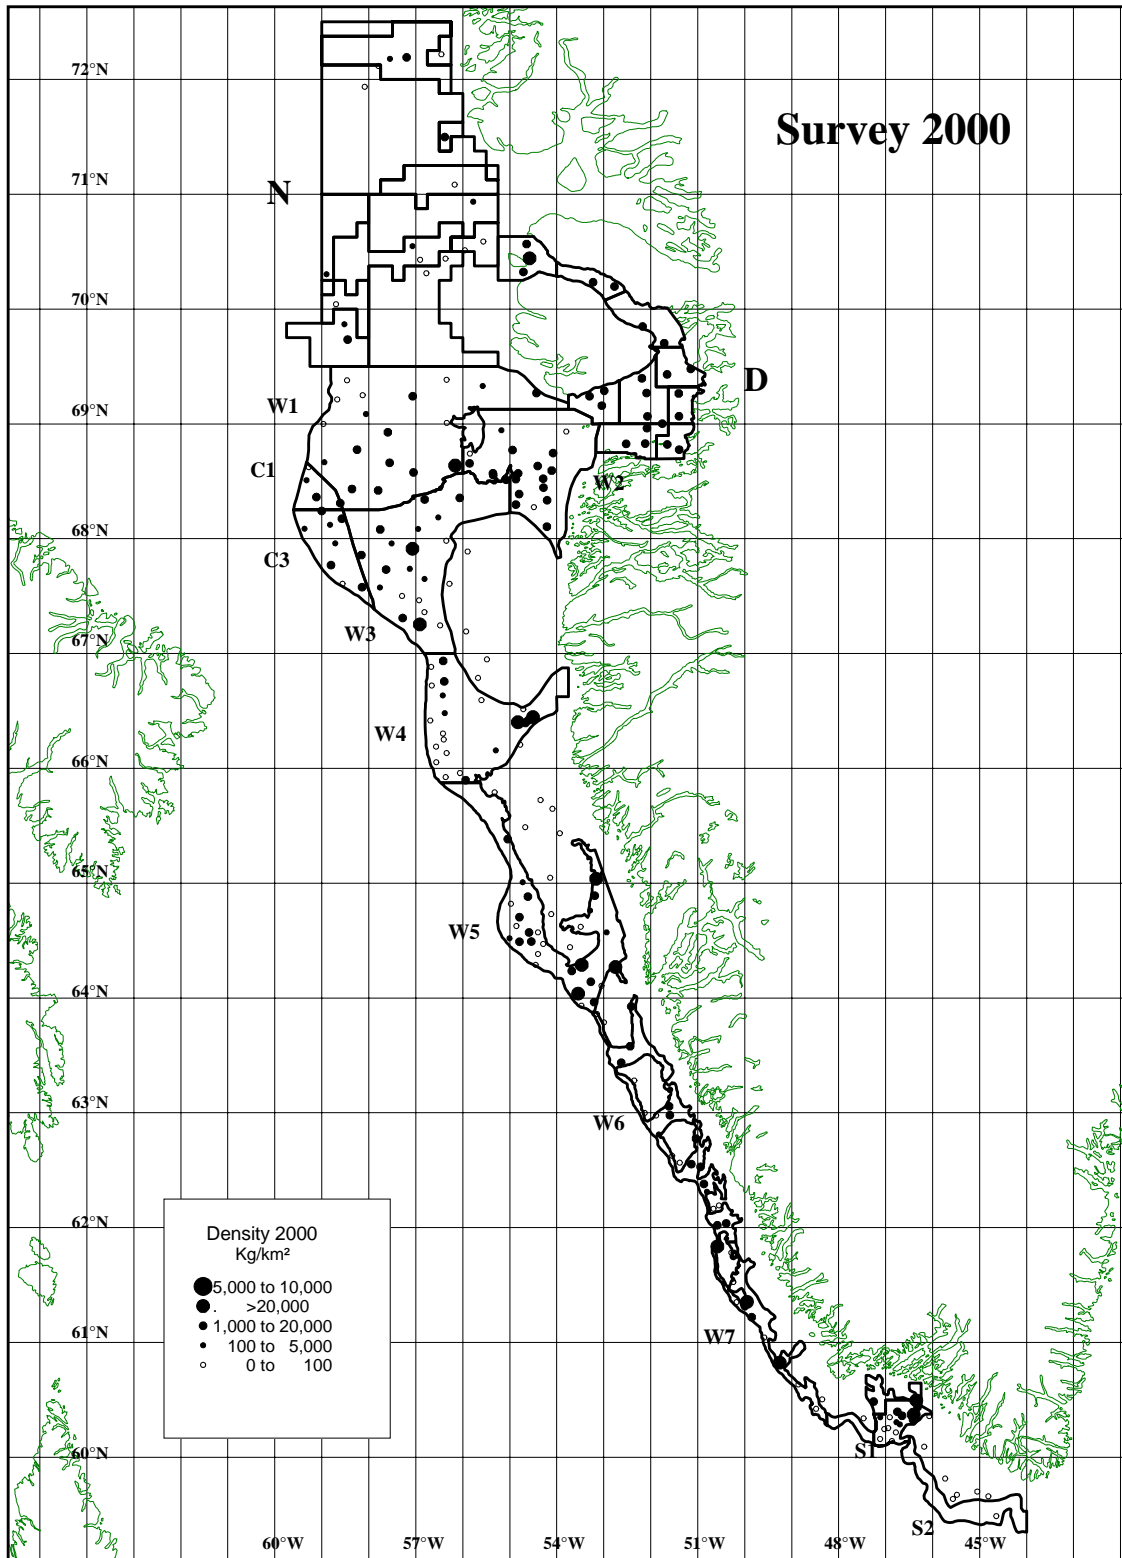 Survey 2000
72°N
71°N
N
70°N
D
W1
69°N
C1
W2
68°N
C3
W3
67°N
W4
66°N
65°N
W5
64°N
63°N
W6
62°N
Density 2000
Kg/km²
5,000 to 10,000
. >20,000
1,000 to 20,000
100 to 5,000
0 to 100
61°N
W7
60°N
S1
S2
60°W 57°W 54°W 51°W 48°W 45°W